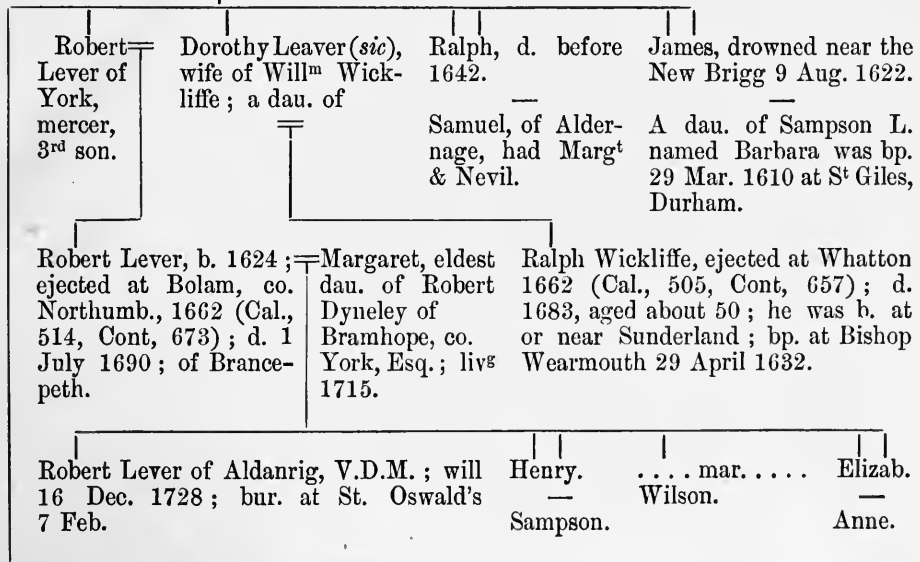 Robert
Lever of
York,
mercer,
3rd son.
Dorothy Leaver (sic),
wife of Willm Wick-
liffe ; a dau. of
Ralph, d. before
1642.
—
Samuel, of Alder-
nage, had Margt
& Nevil.
James, drowned near the
New Brigg 9 Aug. 1622.
—
A dau. of Sampson L.
named Barbara was bp.
29 Mar. 1610 at St Giles,
Durham.
Robert Lever, b. 1624 ;
ejected at Bolam, co.
Northumb., 1662 (Cal.,
514, Cont, 673) ; d. 1
July 1690 ; of Brance-
peth.
Margaret, eldest
dau. of Robert
Dyneley of
Bramhope, co.
York, Esq. ; livg
1715.
Ralph Wickliffe, ejected at Whatton
1662 (Cal., 505, Cont, 657) ; d.
1683, aged about 50 ; he was b. at
or near Sunderland ; bp. at Bishop
Wearmouth 29 April 1632.
Robert Lever of Aldanrig, V.D.M. ; will
16 Dec. 1728 ; bur. at St. Oswald's
7 Feb.
Henry.
—
Sampson.
.... mar.....
Wilson.
Elizab.
—
Anne.